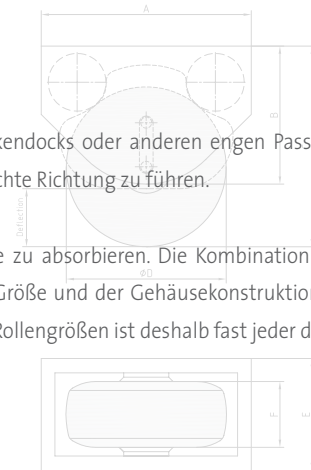 A
B
kendocks oder anderen engen Pass
chte Richtung zu führen.
Deflection
e zu absorbieren. Die Kombination
ØD
Größe und der Gehäusekonstruktion
Rollengrößen ist deshalb fast jeder d
F
E